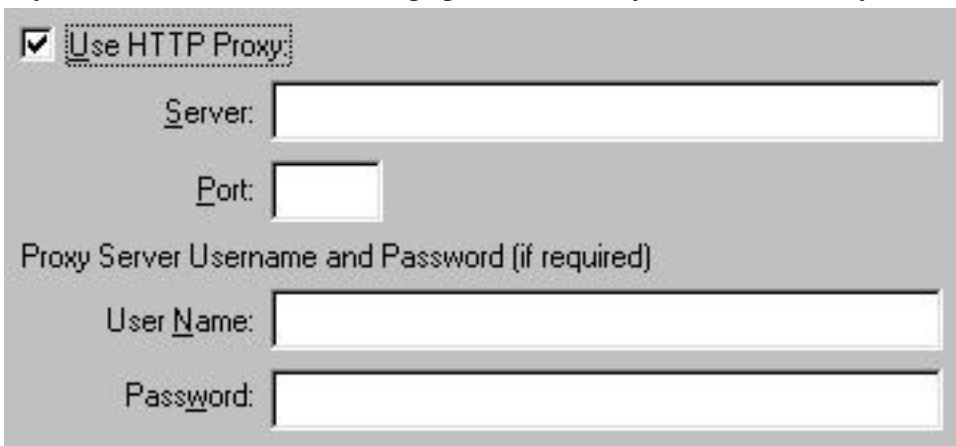 Use HTTP Proxy:
Server:
Port:
Proxy Server Username and Password (if required)
User Name:
Password: